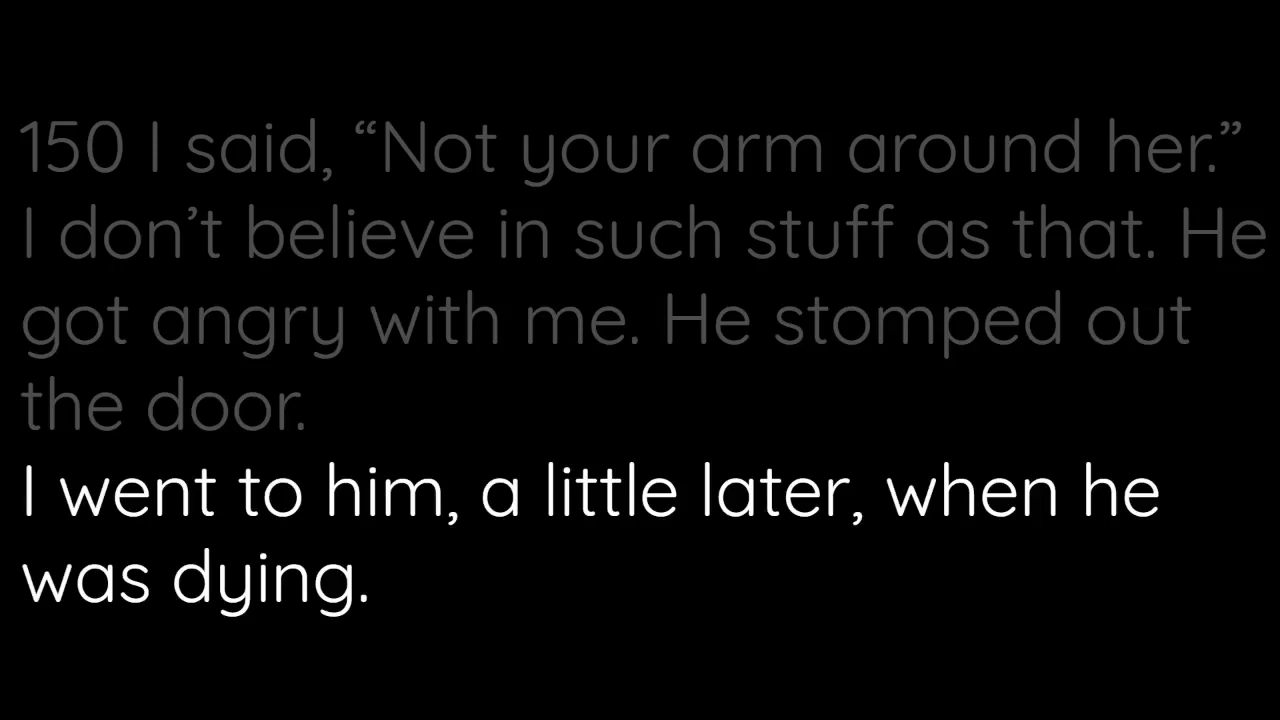 150 I said, “Not your arm around her.”
I don’t believe in such stuff as that. He
got angry with me. He stomped out
the door.
I went to him, a little later, when he
was dying.